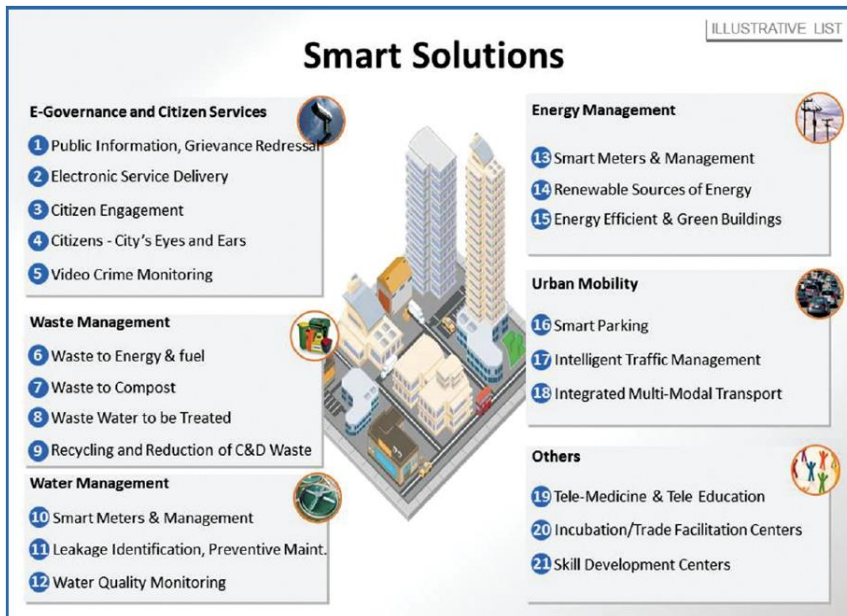 ILLUSTRATIVE LIST
Smart Solutions
E-Governance and Citizen Services
1 Public Information, Grievance Redressal
2 Electronic Service Delivery
3 Citizen Engagement
4 Citizens - City's Eyes and Ears
5 Video Crime Monitoring
Waste Management
6 Waste to Energy & fuel
7 Waste to Compost
8 Waste Water to be Treated
9 Recycling and Reduction of C&D Waste
Water Management
10 Smart Meters & Management
11 Leakage Identification, Preventive Maint.
12 Water Quality Monitoring
Energy Management
13 Smart Meters & Management
14 Renewable Sources of Energy
15 Energy Efficient & Green Buildings
Urban Mobility
16 Smart Parking
17 Intelligent Traffic Management
18 Integrated Multi-Modal Transport
Others
19 Tele-Medicine & Tele Education
20 Incubation/Trade Facilitation Centers
21 Skill Development Centers